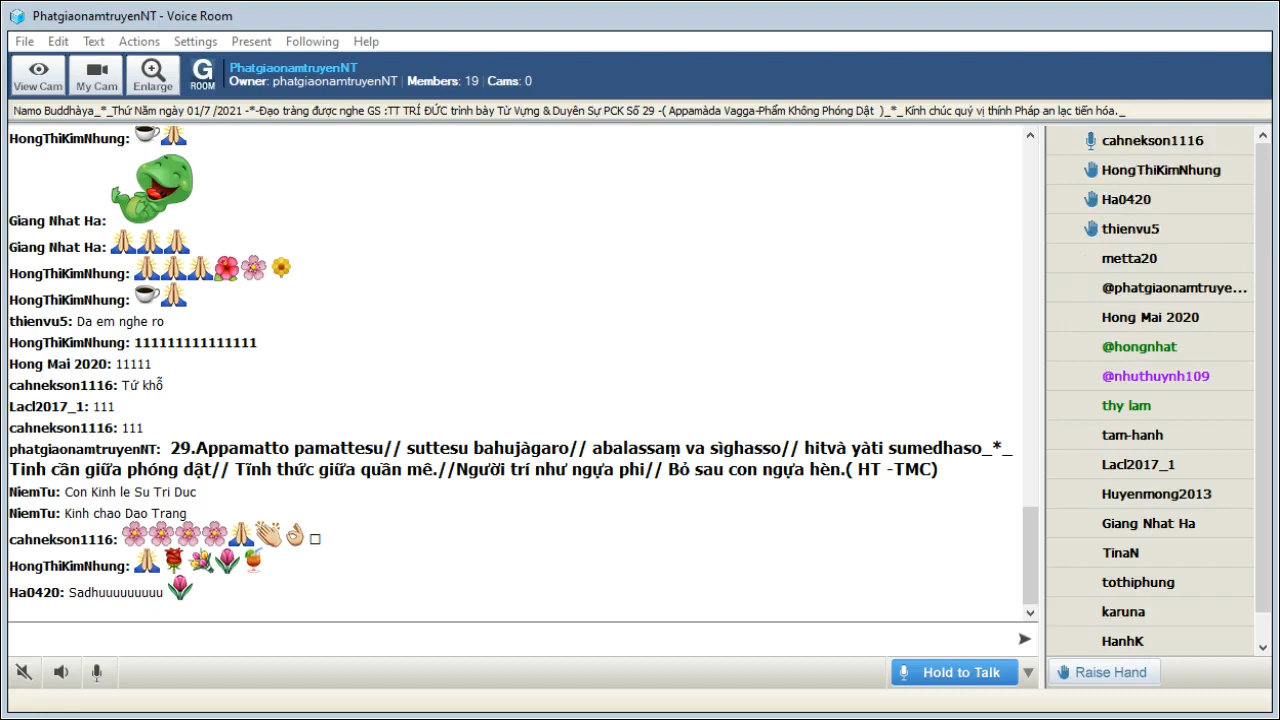 PhatgiaonamtruyenNT - Voice Room
File Edit Text Actions Settings Present Following Help
View Cam My Cam Enlarge G ROOM
PhatgiaonamtruyenNT
Owner: phatgiaonamtruyenNT Members: 19 Cams: 0
Namo Buddhàya_*_Thứ Năm ngày 01/7 /2021 -*-Đạo tràng được nghe GS :TT TRÍ ĐỨC trình bày Từ Vựng & Duyên Sự PCK Số 29 -( Appamàda Vagga-Phẩm Không Phóng Dật )_*_Kính chúc quý vị thính Pháp an lạc tiến hóa._
HongThiKimNhung:
Giang Nhat Ha:
Giang Nhat Ha:
HongThiKimNhung:
HongThiKimNhung:
thienvu5: Da em nghe ro
HongThiKimNhung: 111111111111111
Hong Mai 2020: 11111
cahnekson1116: Tứ khổ
Lacl2017_1: 111
cahnekson1116: 111
phatgiaonamtruyenNT: 29.Appamatto pamattesu// suttesu bahujàgaro// abalassaṃ va sìghasso// hitvà yàti sumedhaso_*_
Tinh cần giữa phóng dật// Tĩnh thức giữa quần mê.//Người trí như ngựa phi// Bỏ sau con ngựa hèn.( HT -TMC)
NiemTu: Con Kinh le Su Tri Duc
NiemTu: Kinh chao Dao Trang
cahnekson1116:
HongThiKimNhung:
Ha0420: Sadhuuuuuuuuu
Hold to Talk
cahnekson1116
HongThiKimNhung
Ha0420
thienvu5
metta20
@phatgiaonamtruye...
Hong Mai 2020
@hongnhat
@nhuthuynh109
thy lam
tam-hanh
Lacl2017_1
Huyenmong2013
Giang Nhat Ha
TinaN
tothiphung
karuna
HanhK
Raise Hand